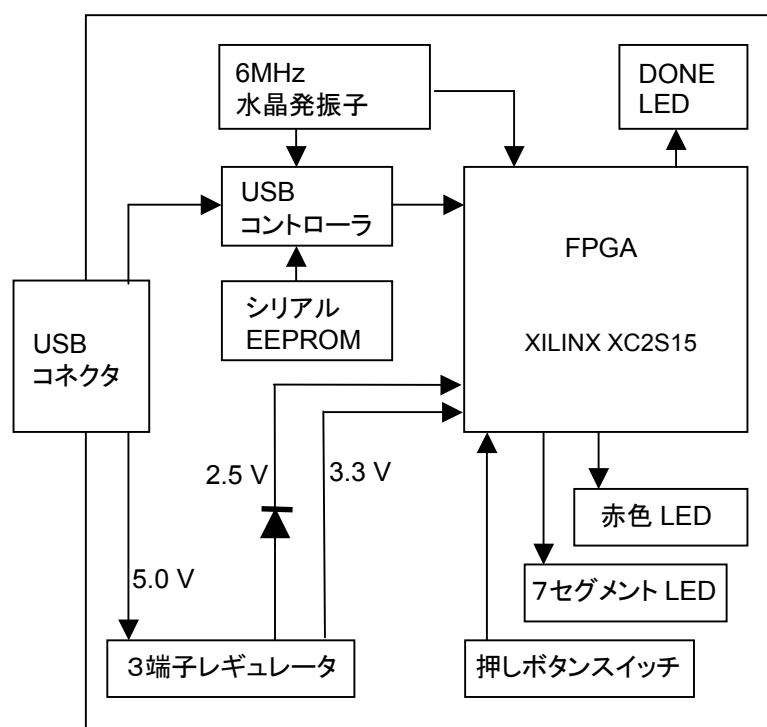 6MHz
水晶発振子
DONE
LED
USB
コントローラ
FPGA
シリアル
EEPROM
XILINX XC2S15
USB
コネクタ
2.5 V
3.3 V
赤色 LED
5.0 V
7セグメント LED
3端子レギュレータ
押しボタンスイッチ